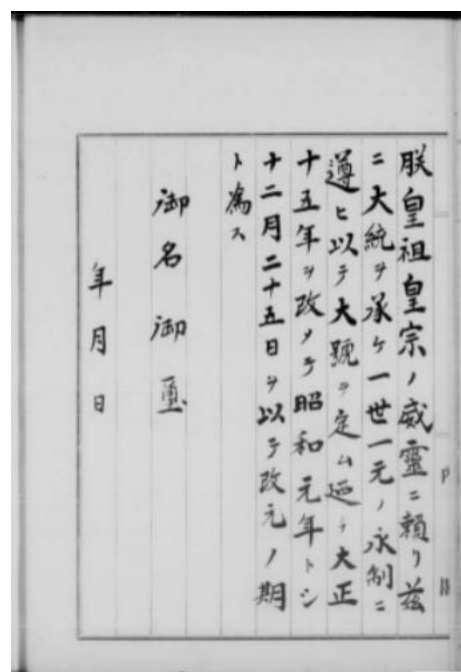 朕皇祖皇宗ノ威靈ニ賴リ茲
ニ大統ヲ承ケ一世一元ノ永制ニ
遵ヒ以テ大號ヲ定ム廼チ大正
十五年ヲ改メテ昭和元年トシ
十二月二十五日ヲ以テ改元ノ期
ト爲ス
御名御璽
年月日